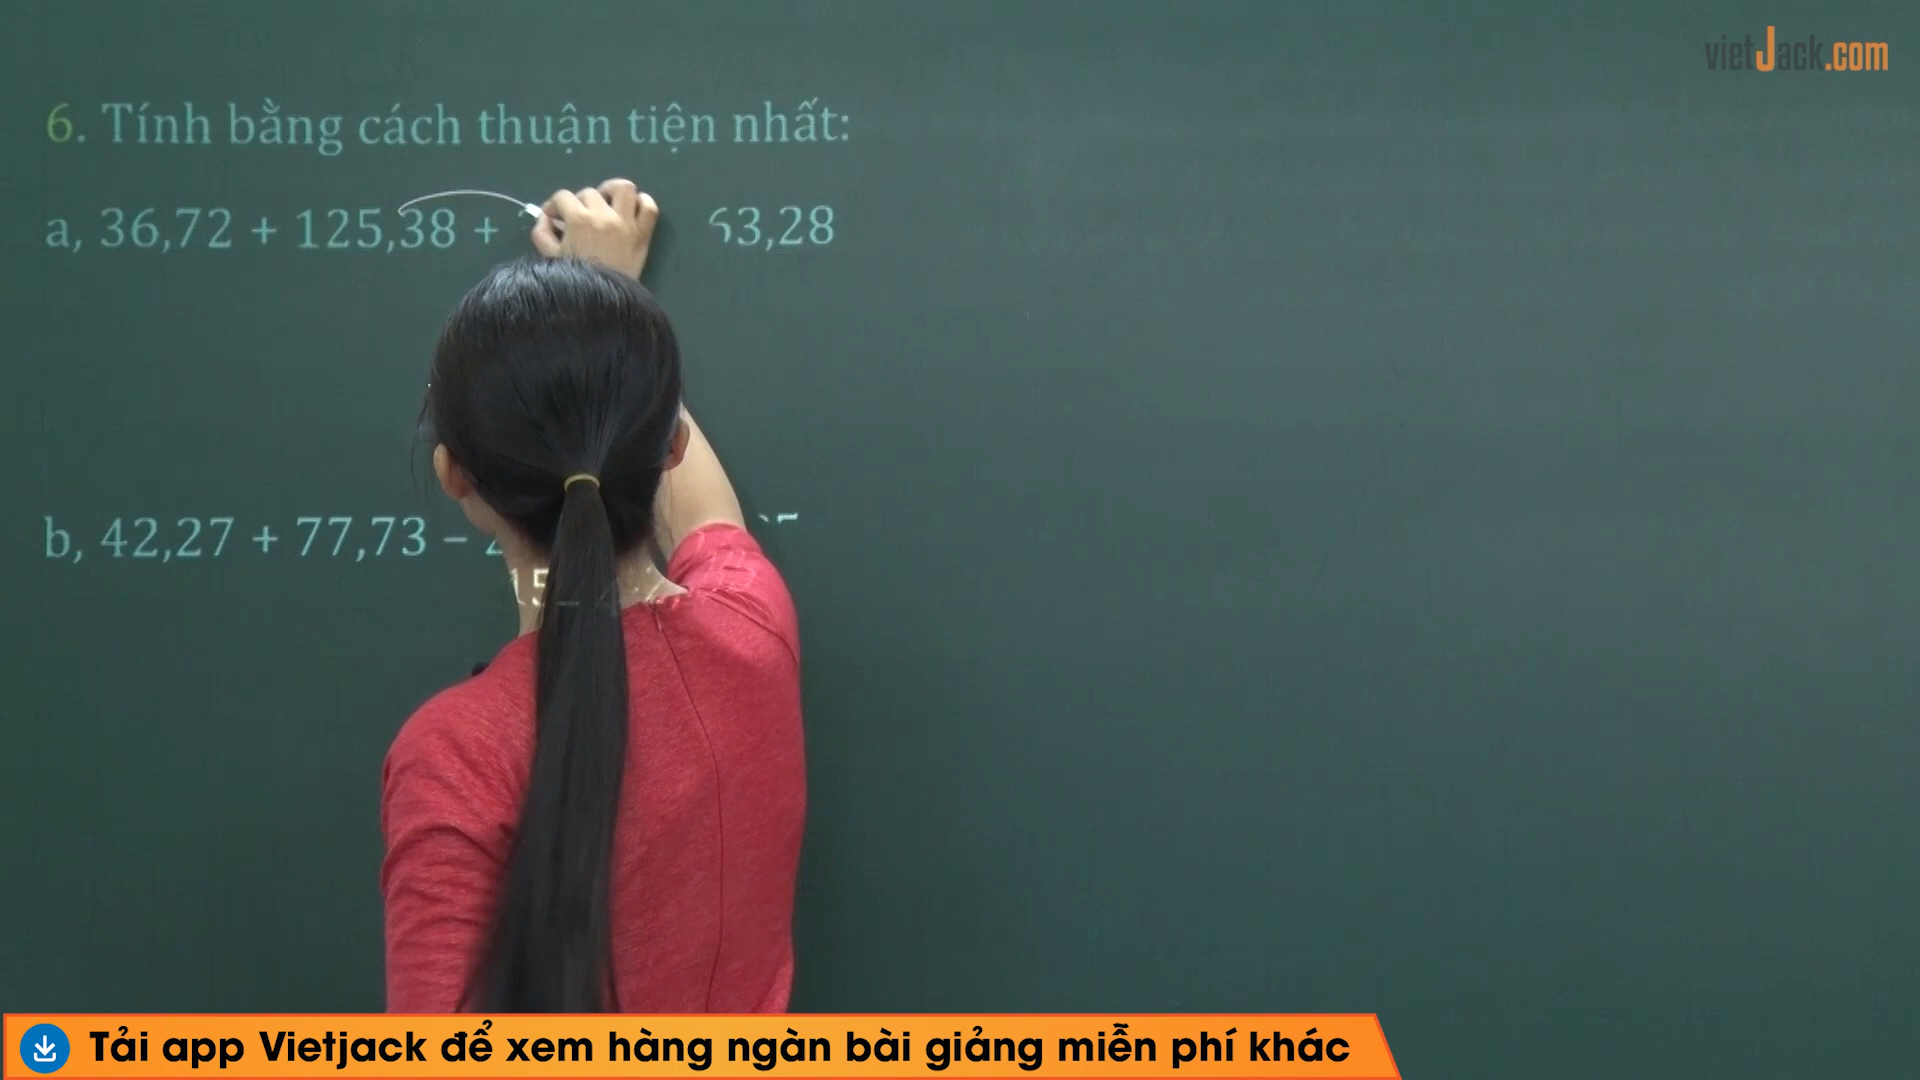 vietJack.com
6. Tính bằng cách thuận tiện nhất:
a, 36,72 + 125,38 + 63,28
b, 42,27 + 77,73 –
Tải app Vietjack để xem hàng ngàn bài giảng miễn phí khác